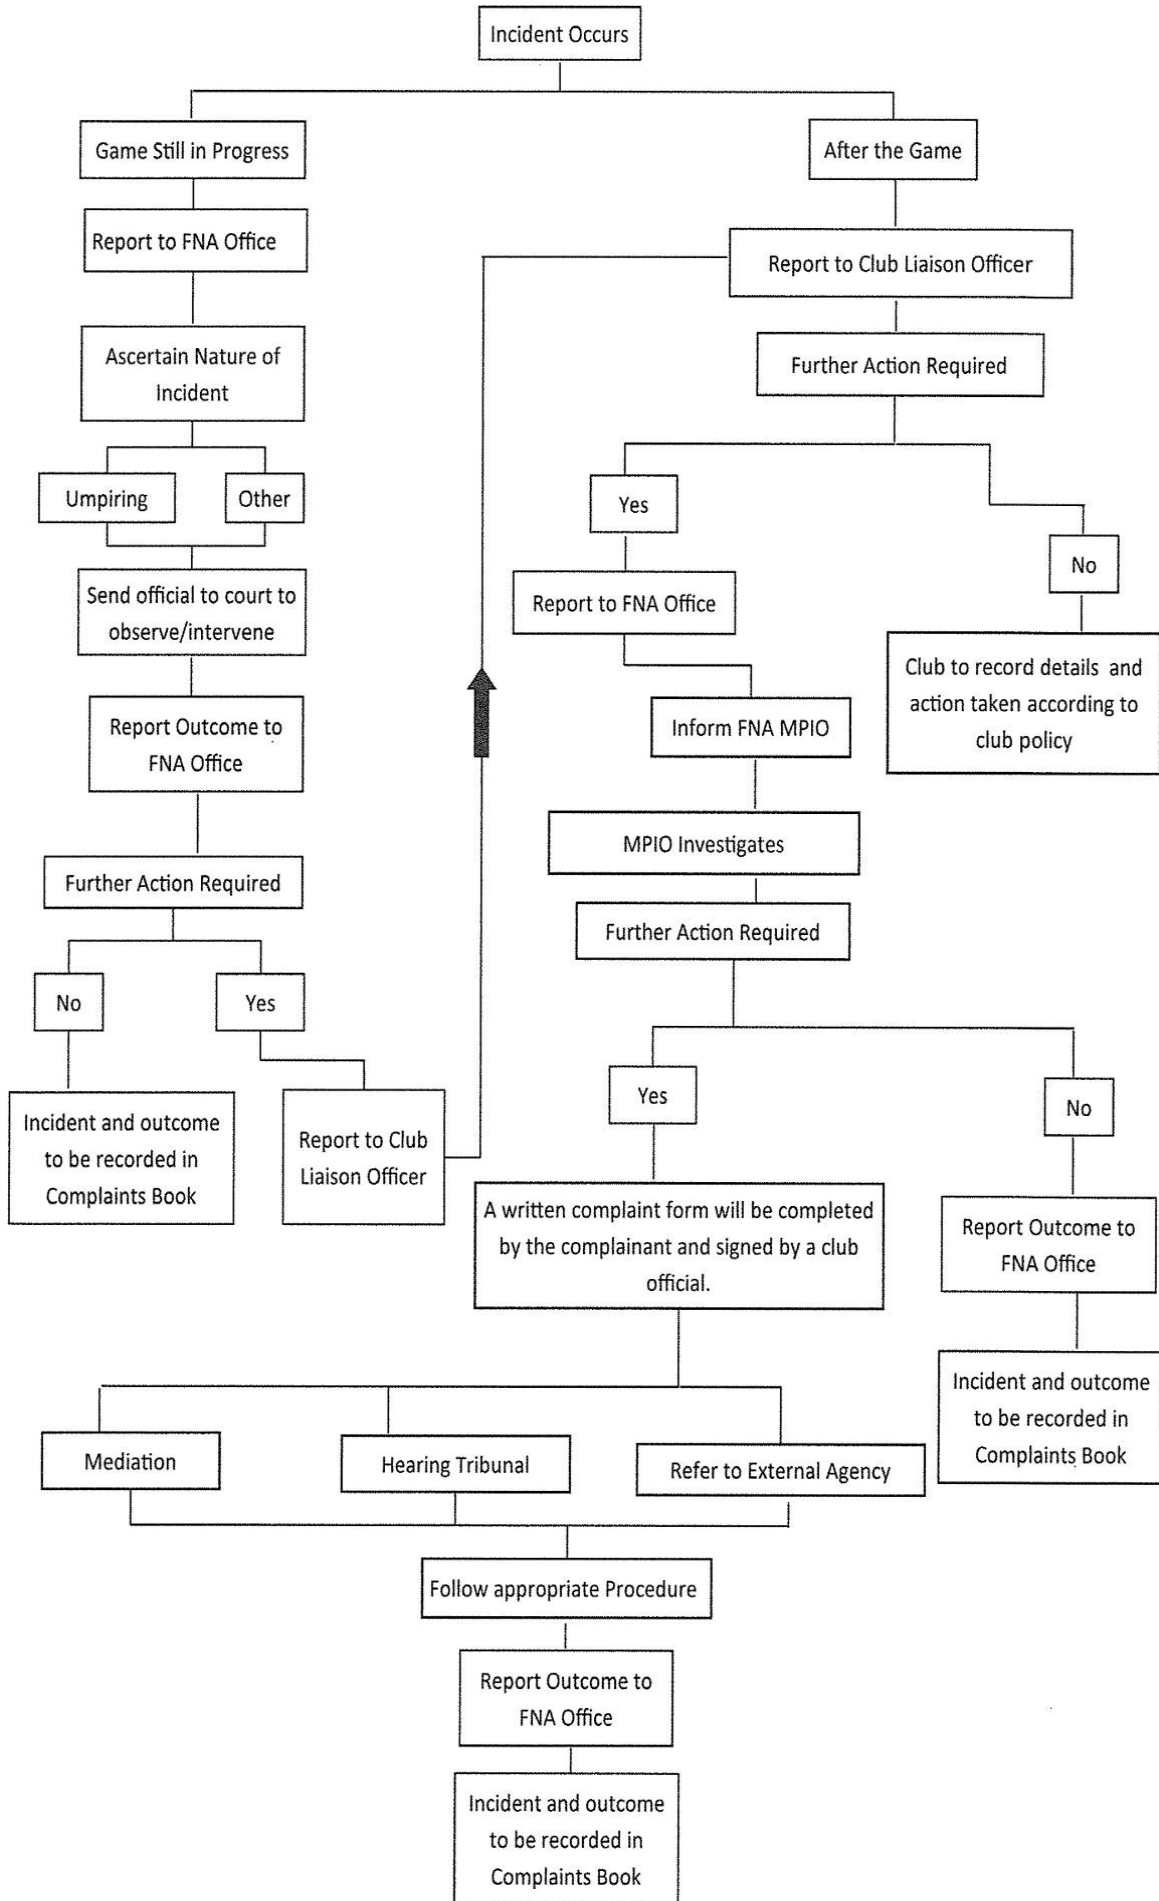 Incident Occurs
Game Still in Progress
After the Game
Report to FNA Office
Report to Club Liaison Officer
Ascertain Nature of
Incident
Further Action Required
Umpiring
Other
Yes
No
Send official to court to
observe/intervene
Report to FNA Office
Club to record details and
action taken according to
club policy
Report Outcome to
FNA Office
Inform FNA MPIO
MPIO Investigates
Further Action Required
Further Action Required
No
Yes
Yes
No
Incident and outcome
to be recorded in
Complaints Book
Report to Club
Liaison Officer
A written complaint form will be completed
by the complainant and signed by a club
official.
Report Outcome to
FNA Office
Incident and outcome
to be recorded in
Complaints Book
Mediation
Hearing Tribunal
Refer to External Agency
Follow appropriate Procedure
Report Outcome to
FNA Office
Incident and outcome
to be recorded in
Complaints Book